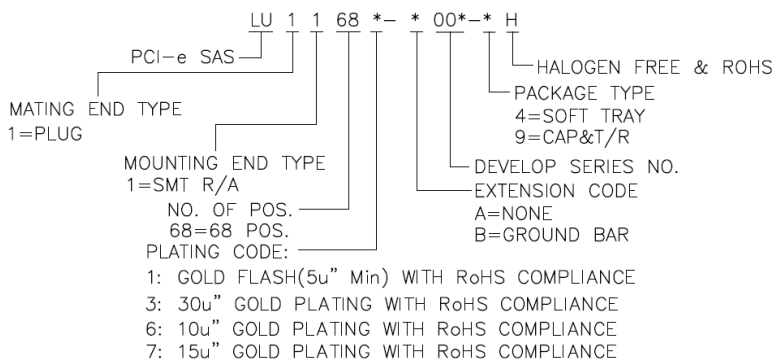 LU 1 1 68 *- * 00*-* H
PCI-e SAS
HALOGEN FREE & ROHS
PACKAGE TYPE
4=SOFT TRAY
9=CAP&T/R
MATING END TYPE
1=PLUG
MOUNTING END TYPE
1=SMT R/A
DEVELOP SERIES NO.
EXTENSION CODE
A=NONE
B=GROUND BAR
NO. OF POS.
68=68 POS.
PLATING CODE:
1: GOLD FLASH(5u" Min) WITH RoHS COMPLIANCE
3: 30u" GOLD PLATING WITH RoHS COMPLIANCE
6: 10u" GOLD PLATING WITH RoHS COMPLIANCE
7: 15u" GOLD PLATING WITH RoHS COMPLIANCE